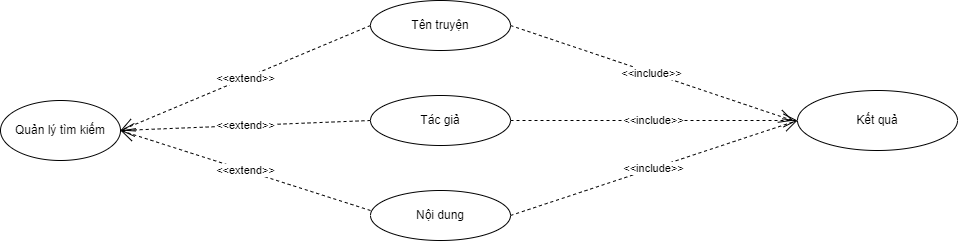 Tên truyện
<<extend>>
<<include>>
Quản lý tìm kiếm
<<extend>>
Tác giả
<<include>>
Kết quả
<<extend>>
<<include>>
Nội dung